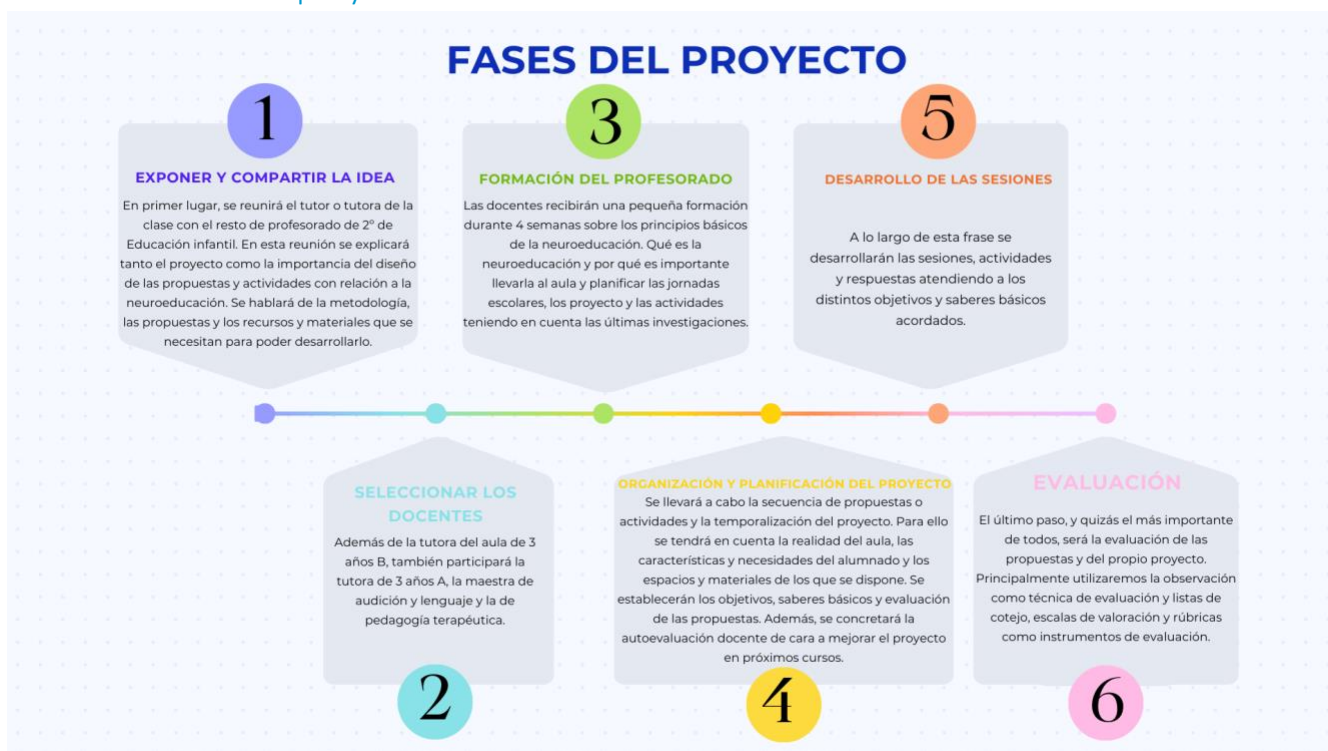 FASES DEL PROYECTO
1
EXPONER Y COMPARTIR LA IDEA
En primer lugar, se reunirá el tutor o tutora de la
clase con el resto de profesorado de 2º de
Educación infantil. En esta reunión se explicará
tanto el proyecto como la importancia del diseño
de las propuestas y actividades con relación a la
neuroeducación. Se hablará de la metodología,
las propuestas y los recursos y materiales que se
necesitan para poder desarrollarlo.
SELECCIONAR LOS
DOCENTES
Además de la tutora del aula de 3
años B, también participará la
tutora de 3 años A, la maestra de
audición y lenguaje y la de
pedagogía terapéutica.
2
3
FORMACIÓN DEL PROFESORADO
Las docentes recibirán una pequeña formación
durante 4 semanas sobre los principios básicos
de la neuroeducación. Qué es la
neuroeducación y por qué es importante
llevarla al aula y planificar las jornadas
escolares, los proyecto y las actividades
teniendo en cuenta las últimas investigaciones.
ORGANIZACIÓN Y PLANIFICACIÓN DEL PROYECTO
Se llevará a cabo la secuencia de propuestas o
actividades y la temporalización del proyecto. Para ello
se tendrá en cuenta la realidad del aula, las
características y necesidades del alumnado y los
espacios y materiales de los que se dispone. Se
establecerán los objetivos, saberes básicos y evaluación
de las propuestas. Además, se concretará la
autoevaluación docente de cara a mejorar el proyecto
en próximos cursos.
4
5
DESARROLLO DE LAS SESIONES
A lo largo de esta frase se
desarrollarán las sesiones, actividades
y respuestas atendiendo a los
distintos objetivos y saberes básicos
acordados.
EVALUACIÓN
El último paso, y quizás el más importante
de todos, será la evaluación de las
propuestas y del propio proyecto.
Principalmente utilizaremos la observación
como técnica de evaluación y listas de
cotejo, escalas de valoración y rúbricas
como instrumentos de evaluación.
6